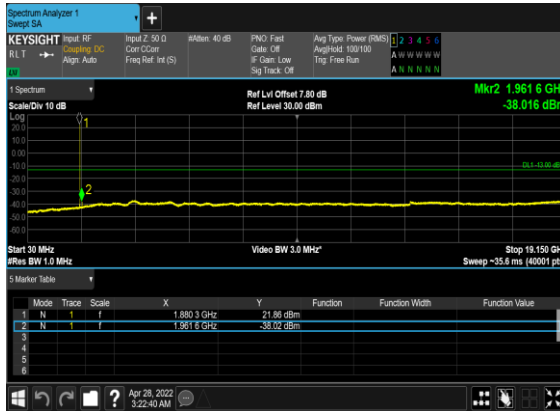 Spectrum Analyzer 1
Swept SA
KEYSIGHT
RLT
Input: RF
Coupling: DC
Align: Auto
Input Z: 50 Ω
Corr CCorr
Freq Ref: Int (S)
#Atten: 40 dB
PNO: Fast
Gate: Off
IF Gain: Low
Sig Track: Off
Avg Type: Power (RMS)
Avg|Hold: 100/100
Trig: Free Run
1 2 3 4 5 6
A W W W W W
A N N N N N
1 Spectrum
Scale/Div 10 dB
Ref Lvl Offset 7.80 dB
Ref Level 30.00 dBm
Mkr2 1.961 6 GH
-38.016 dB
Log
1
20.0
10.0
0.00
-10.0
DL1 -13.00 dB
-20.0
-30.0
2
-40.0
-50.0
-60.0
Start 30 MHz
#Res BW 1.0 MHz
Video BW 3.0 MHz*
Stop 19.150 GH
Sweep ~35.6 ms (40001 pt
5 Marker Table
Mode Trace Scale X Y Function Function Width Function Value
1 N 1 f 1.880 3 GHz 21.86 dBm
2 N 1 f 1.961 6 GHz -38.02 dBm
3
4
5
6
?
Apr 28, 2022
3:22:40 AM